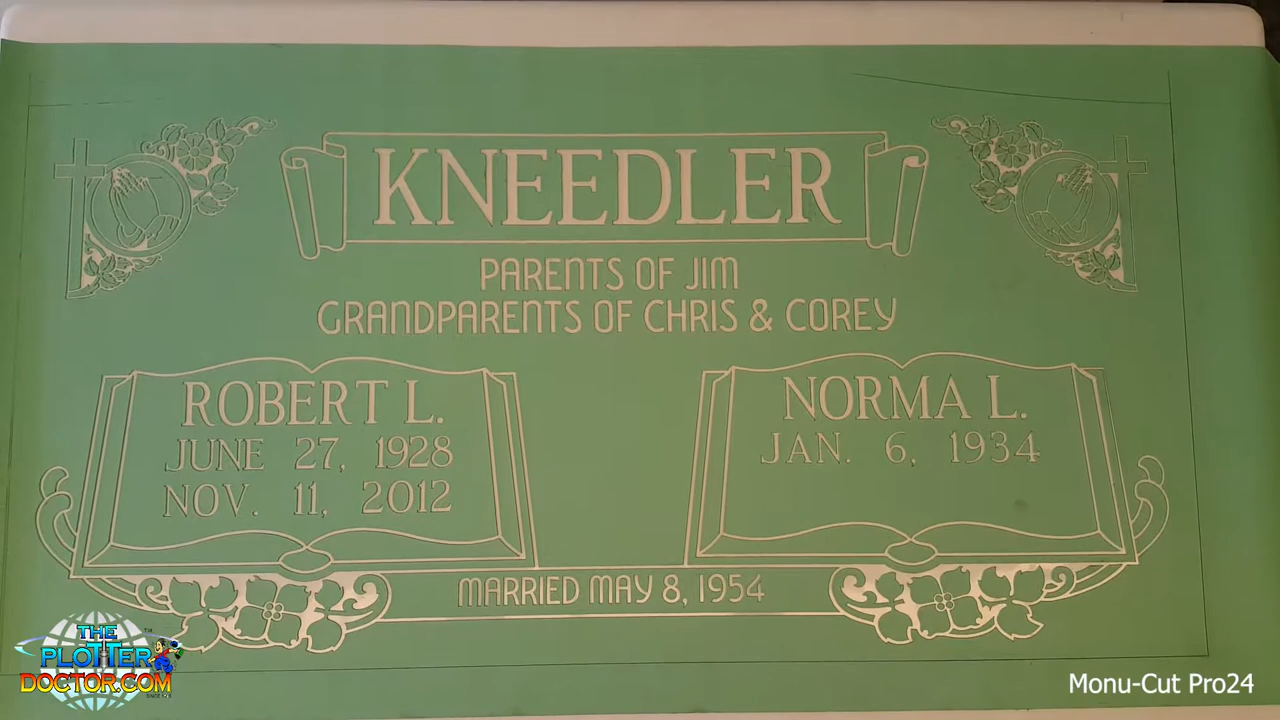 KNEEDLER
PARENTS OF JIM
GRANDPARENTS OF CHRIS & COREY
ROBERT L.
JUNE 27, 1928
NOV. 11, 2012
NORMA L.
JAN. 6, 1934
MARRIED MAY 8, 1954
THE
PLOTTER
DOCTOR.COM
Monu-Cut Pro24